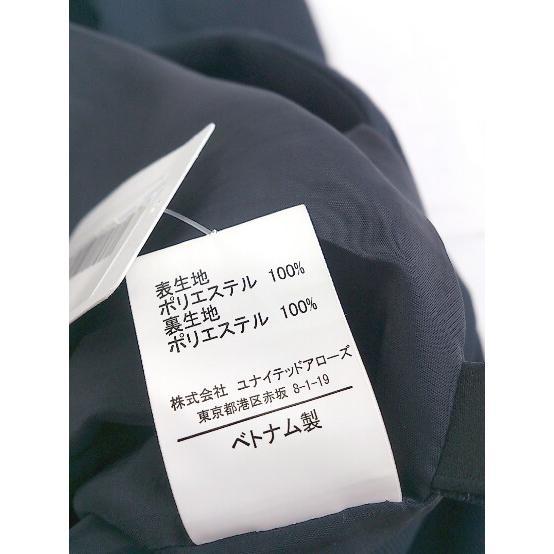 表生地
ポリエステル 100%
裏生地
ポリエステル 100%
株式会社 ユナイテッドアローズ
東京都港区赤坂 8-1-19
ベトナム製